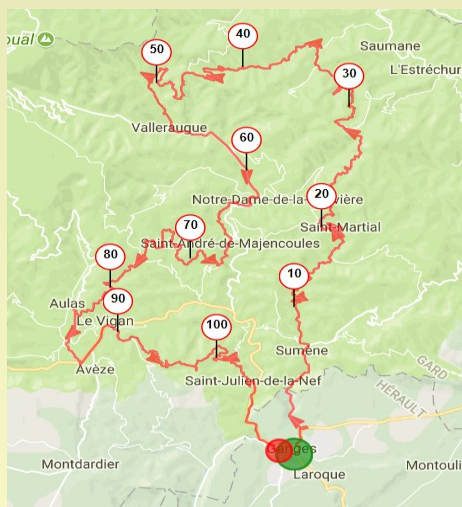 40
50
oual
Saumane
30
L'Estréchur
Valleraugue
60
Notre-Dame-de-la-Rouvière
20
70
Saint-Martial
Saint-André-de-Majencoules
80
10
Aulas
90
Le Vigan
100
Sumène
Avèze
GARD
Saint-Julien-de-la-Nef
HÉRAULT
Ganges
Montdardier
Montouli
Laroque